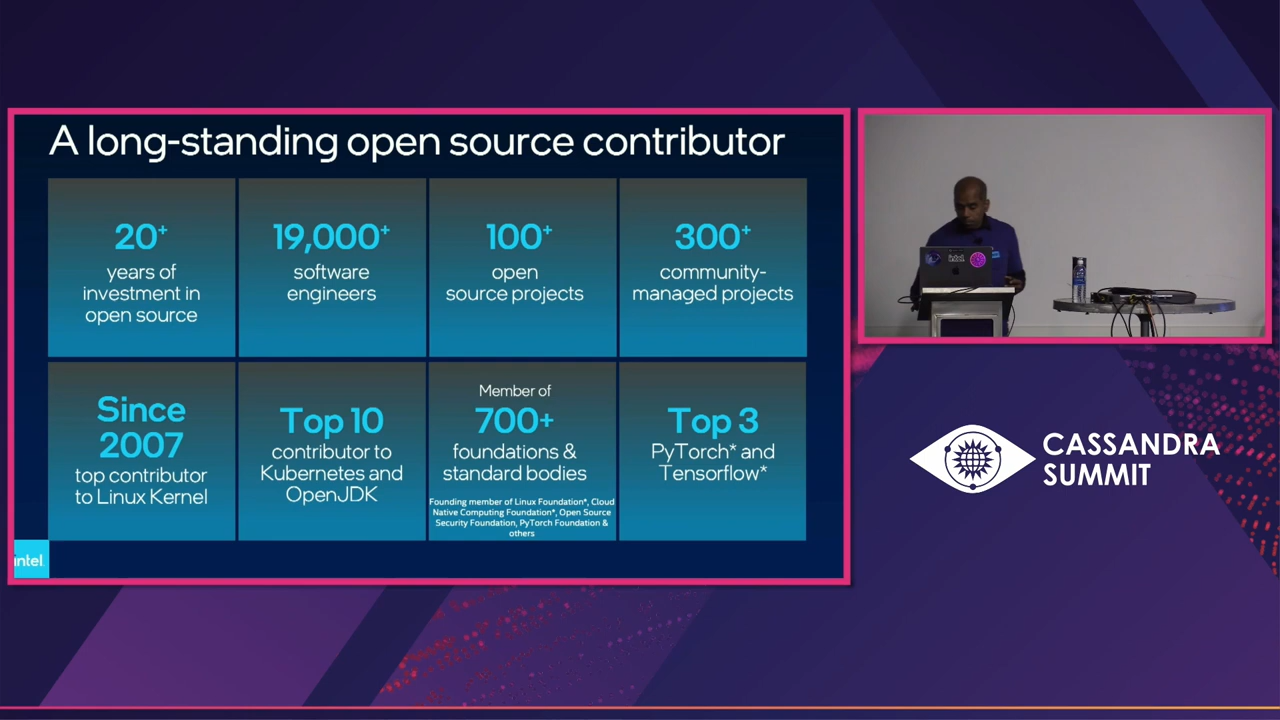 A long-standing open source contributor
20+
years of
investment in
open source
19,000+
software
engineers
100+
open
source projects
300+
community-
managed projects
Since
2007
top contributor
to Linux Kernel
Top 10
contributor to
Kubernetes and
OpenJDK
Member of
700+
foundations &
standard bodies
Founding member of Linux Foundation*, Cloud
Native Computing Foundation*, Open Source
Security Foundation, PyTorch Foundation &
others
Top 3
PyTorch* and
Tensorflow*
intel
intel
CASSANDRA
SUMMIT